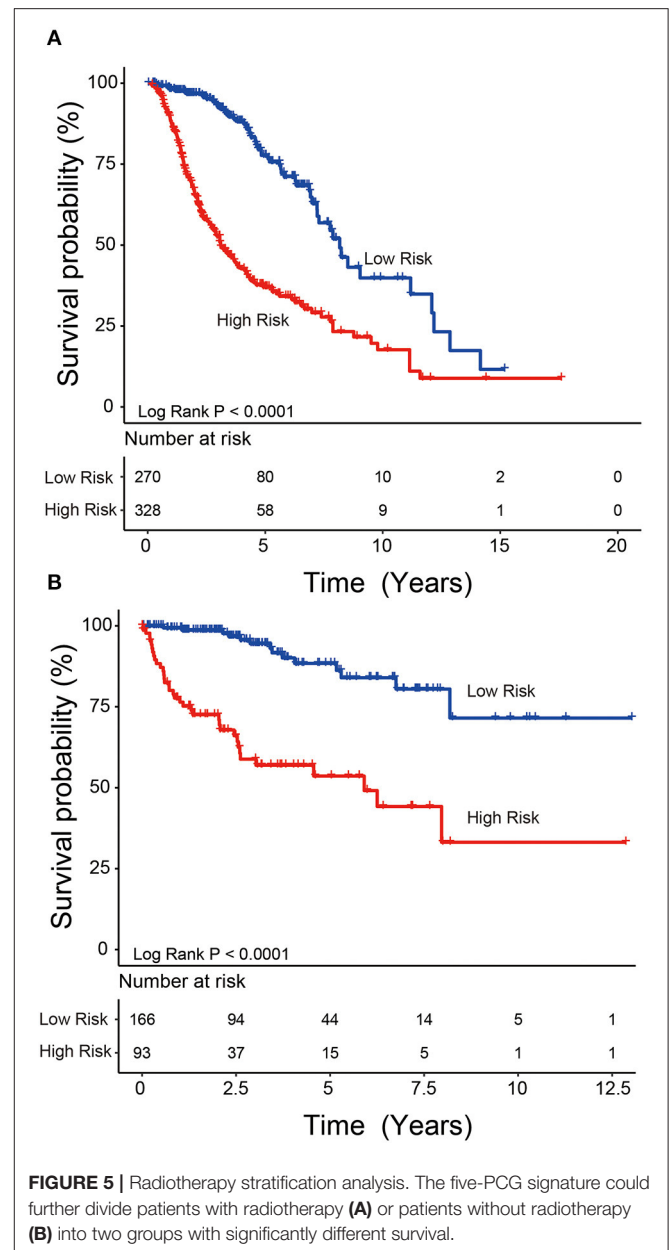 A
Survival probability (%)
100
75
50
25
0
Low Risk
High Risk
Log Rank P < 0.0001
Number at risk
Low Risk 270 80 10 2 0
High Risk 328 58 9 1 0
0 5 10 15 20
Time (Years)
B
Survival probability (%)
100
75
50
25
0
Low Risk
High Risk
Log Rank P < 0.0001
Number at risk
Low Risk 166 94 44 14 5 1
High Risk 93 37 15 5 1 1
0 2.5 5 7.5 10 12.5
Time (Years)
FIGURE 5 | Radiotherapy stratification analysis. The five-PCG signature could
further divide patients with radiotherapy (A) or patients without radiotherapy
(B) into two groups with significantly different survival.